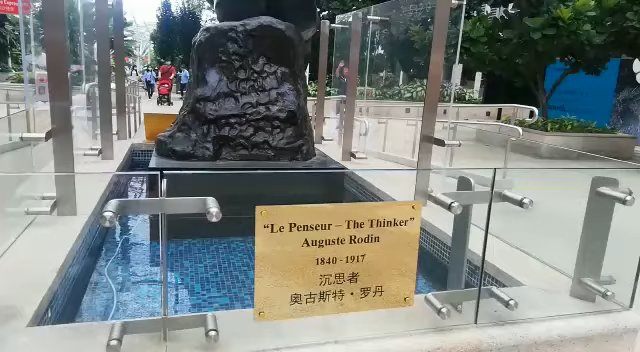 “Le Penseur – The Thinker”
Auguste Rodin
1840 - 1917
沉思者
奥古斯特・罗丹